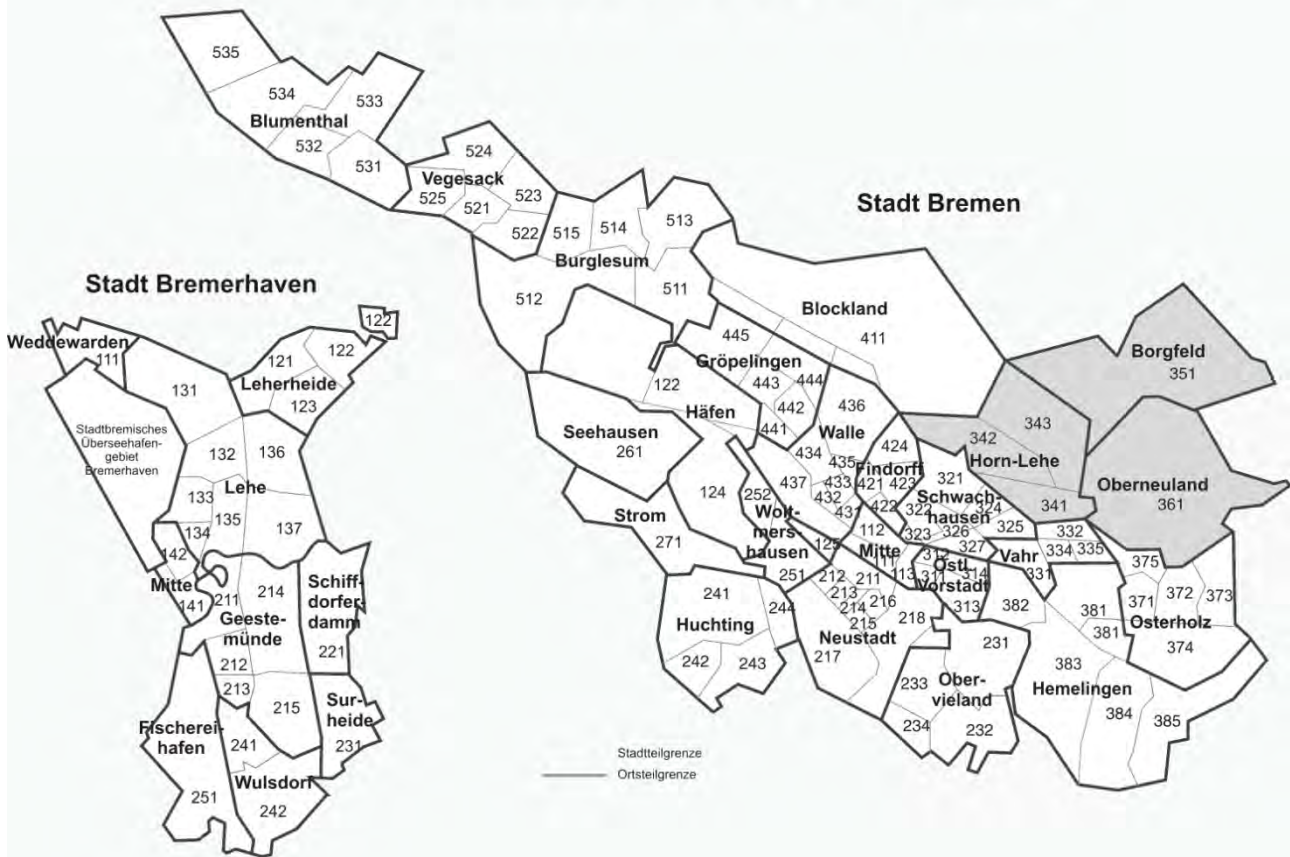 535
534
533
Blumenthal
532
531
524
Vegesack
525
523
521
522
515
514
513
Burglesum
512
511
Stadt Bremen
Stadt Bremerhaven
122
Weddewarden
111
121
122
Leherheide
123
131
Stadtbremisches
Überseehafen-
gebiet
Bremerhaven
132
136
Lehe
133
135
134
137
142
Mitte
141
211
214
Geeste-
münde
Schiff-
dorfer-
damm
221
212
213
215
Sur-
heide
231
Fischerei-
hafen
251
241
Wulsdorf
242
Blockland
411
445
Gröpelingen
443
444
442
441
122
Häfen
Borgfeld
351
343
342
Horn-Lehe
341
Oberneuland
361
436
Walle
434
435
433
437
432
431
424
Findorff
421
423
422
321
Schwach-
hausen
322
324
323
326
325
327
Seehausen
261
124
252
Wolt-
mers-
hausen
125
251
Strom
271
112
Mitte
111
113
312
Östl.
311
Vorstadt
314
313
332
Vahr
334
335
331
375
371
372
373
Osterholz
374
241
244
Huchting
242
243
212
211
213
214
216
215
218
Neustadt
217
382
231
233
Ober-
vieland
234
232
381
381
383
Hemelingen
384
385
Stadtteilgrenze
Ortsteilgrenze